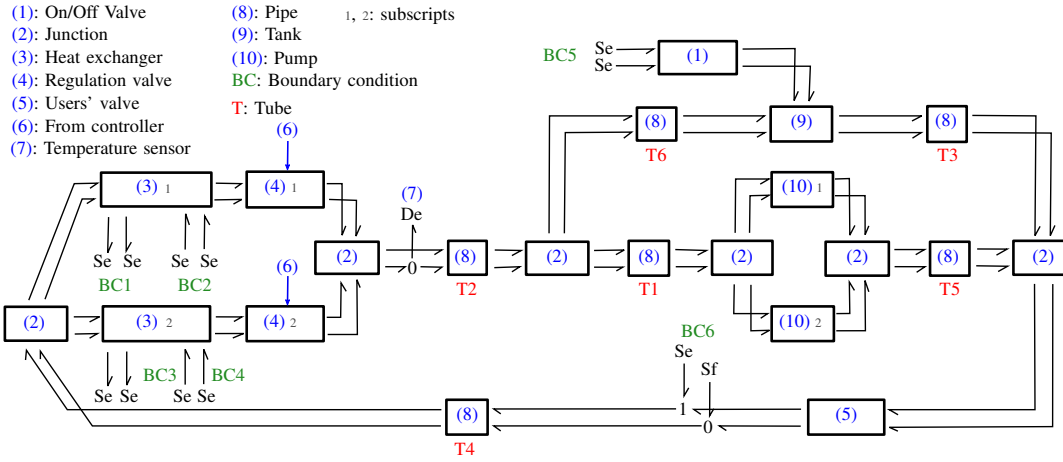 (1): On/Off Valve
(2): Junction
(3): Heat exchanger
(4): Regulation valve
(5): Users' valve
(6): From controller
(7): Temperature sensor
(8): Pipe
(9): Tank
(10): Pump
BC: Boundary condition
T: Tube
1, 2: subscripts
BC5
Se
Se
(1)
(8)
T6
(9)
(8)
T3
(6)
(3) 1
(4) 1
(7)
De
(10) 1
Se Se
BC1
Se Se
BC2
(2)
0
(8)
T2
(2)
(8)
T1
(2)
(2)
(8)
T5
(2)
(6)
(2)
(3) 2
(4) 2
(10) 2
BC3
BC4
Se Se
Se Se
BC6
Se
Sf
1
0
(8)
T4
(5)